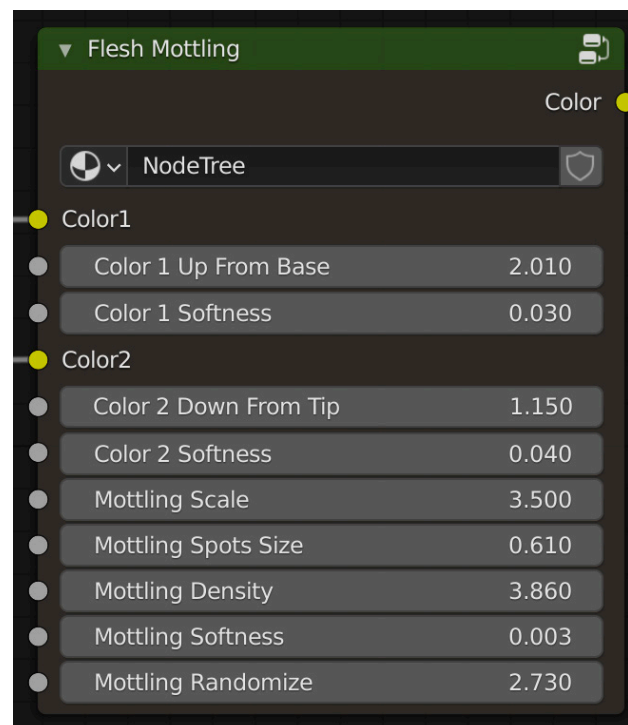 Flesh Mottling
Color
NodeTree
Color1
Color 1 Up From Base 2.010
Color 1 Softness 0.030
Color2
Color 2 Down From Tip 1.150
Color 2 Softness 0.040
Mottling Scale 3.500
Mottling Spots Size 0.610
Mottling Density 3.860
Mottling Softness 0.003
Mottling Randomize 2.730